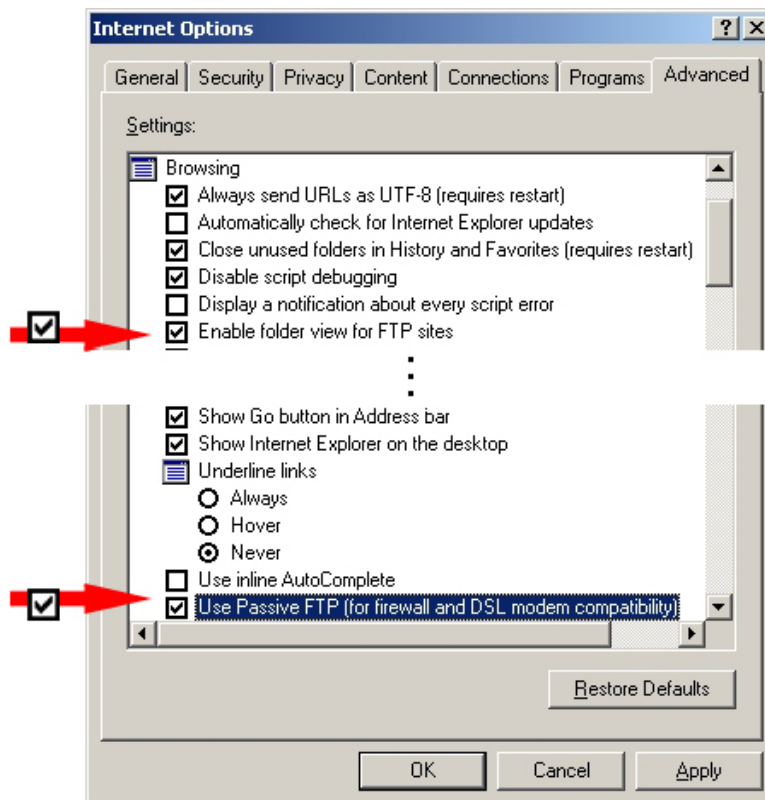 Internet Options
General Security Privacy Content Connections Programs Advanced
Settings:
Browsing
Always send URLs as UTF-8 (requires restart)
Automatically check for Internet Explorer updates
Close unused folders in History and Favorites (requires restart)
Disable script debugging
Display a notification about every script error
Enable folder view for FTP sites
Show Go button in Address bar
Show Internet Explorer on the desktop
Underline links
Always
Hover
Never
Use inline AutoComplete
Use Passive FTP (for firewall and DSL modem compatibility)
Restore Defaults
OK Cancel Apply